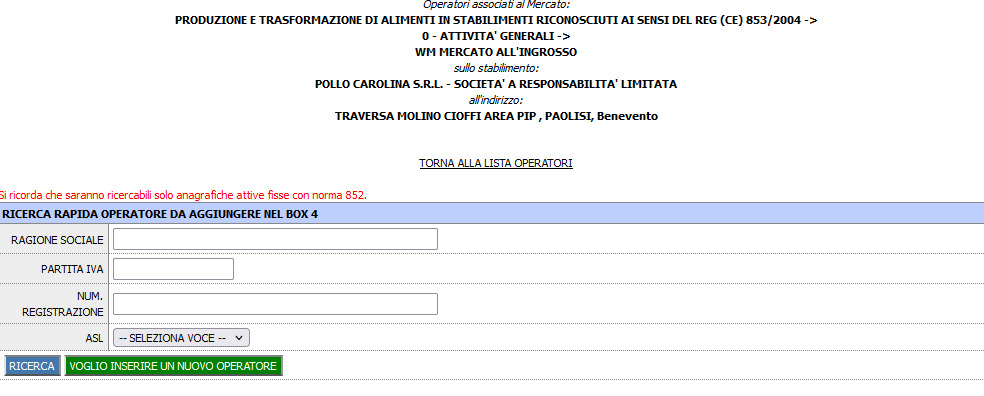 Operatori associati al Mercato:
PRODUZIONE E TRASFORMAZIONE DI ALIMENTI IN STABILIMENTI RICONOSCIUTI AI SENSI DEL REG (CE) 853/2004 ->
0 - ATTIVITA' GENERALI ->
WM MERCATO ALL'INGROSSO
sullo stabilimento:
POLLO CAROLINA S.R.L. - SOCIETA' A RESPONSABILITA' LIMITATA
all'indirizzo:
TRAVERSA MOLINO CIOFFI AREA PIP , PAOLISI, Benevento
TORNA ALLA LISTA OPERATORI
Si ricorda che saranno ricercabili solo anagrafiche attive fisse con norma 852.
RICERCA RAPIDA OPERATORE DA AGGIUNGERE NEL BOX 4
RAGIONE SOCIALE
PARTITA IVA
NUM.
REGISTRAZIONE
ASL -- SELEZIONA VOCE --
RICERCA VOGLIO INSERIRE UN NUOVO OPERATORE